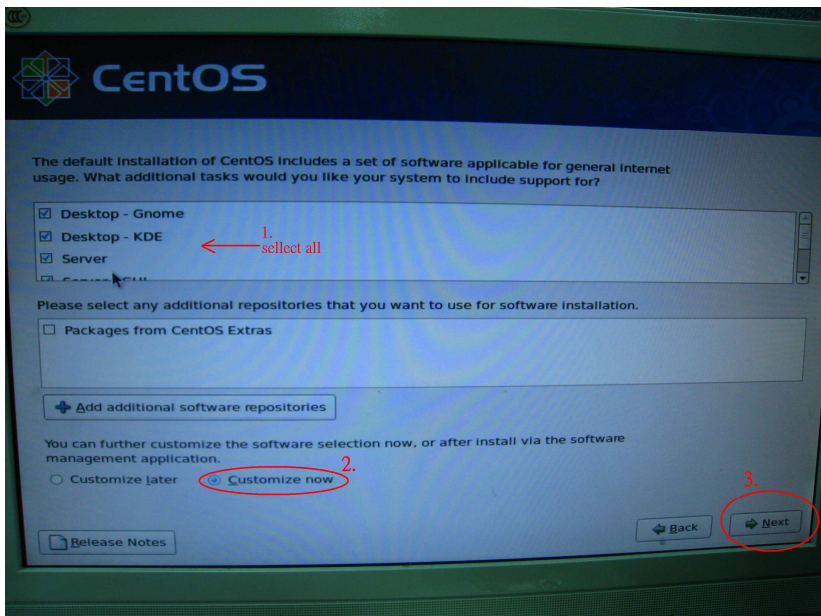 CentOS
The default installation of CentOS includes a set of software applicable for general internet
usage. What additional tasks would you like your system to include support for?
Desktop - Gnome
Desktop - KDE
1.
sellect all
Server
Please select any additional repositories that you want to use for software installation.
Packages from CentOS Extras
Add additional software repositories
You can further customize the software selection now, or after install via the software
management application.
2.
Customize later
Customize now
3.
Release Notes
Back
Next